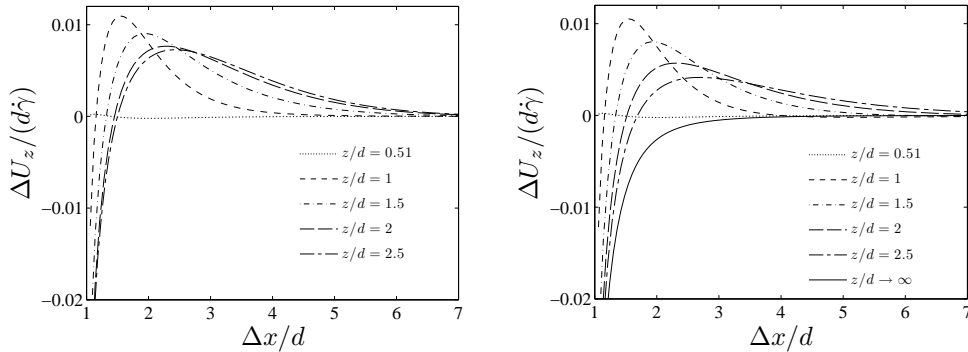 0.01
0
−0.01
−0.02
1 2 3 4 5 6 7
Δx/d
ΔU_z/(dγ̇)
z/d = 0.51
z/d = 1
z/d = 1.5
z/d = 2
z/d = 2.5
0.01
0
−0.01
−0.02
1 2 3 4 5 6 7
Δx/d
ΔU_z/(dγ̇)
z/d = 0.51
z/d = 1
z/d = 1.5
z/d = 2
z/d = 2.5
z/d → ∞